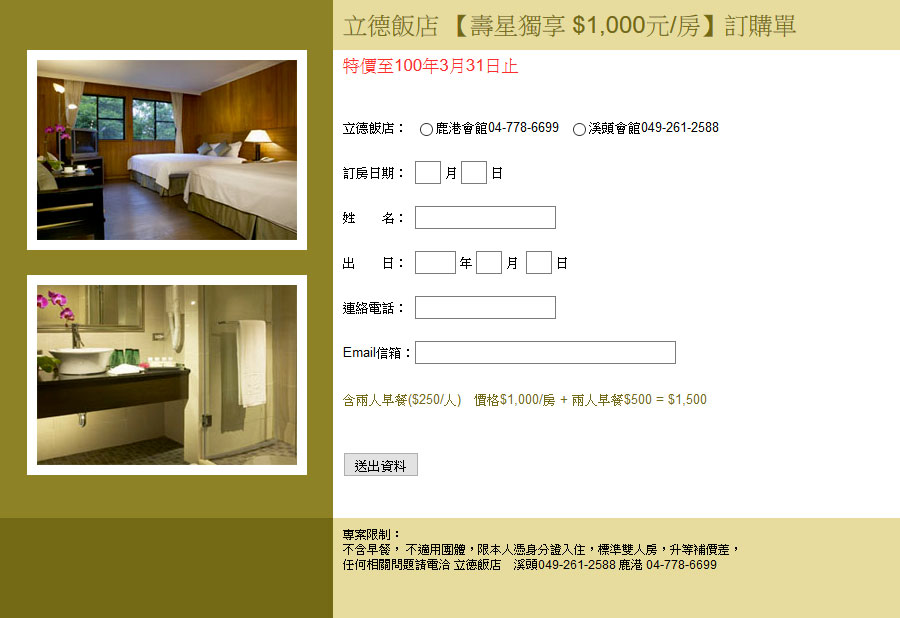 立德飯店 【壽星獨享 $1,000元/房】訂購單
特價至100年3月31日止
立德飯店： 鹿港會館04-778-6699 溪頭會館049-261-2588
訂房日期： 月 日
姓　　名：
出　　日： 年 月 日
連絡電話：
Email信箱：
含兩人早餐($250/人)　價格$1,000/房 + 兩人早餐$500 = $1,500
送出資料
專案限制：
不含早餐， 不適用團體，限本人憑身分證入住，標準雙人房，升等補價差，
任何相關問題請電洽 立德飯店　溪頭049-261-2588 鹿港 04-778-6699